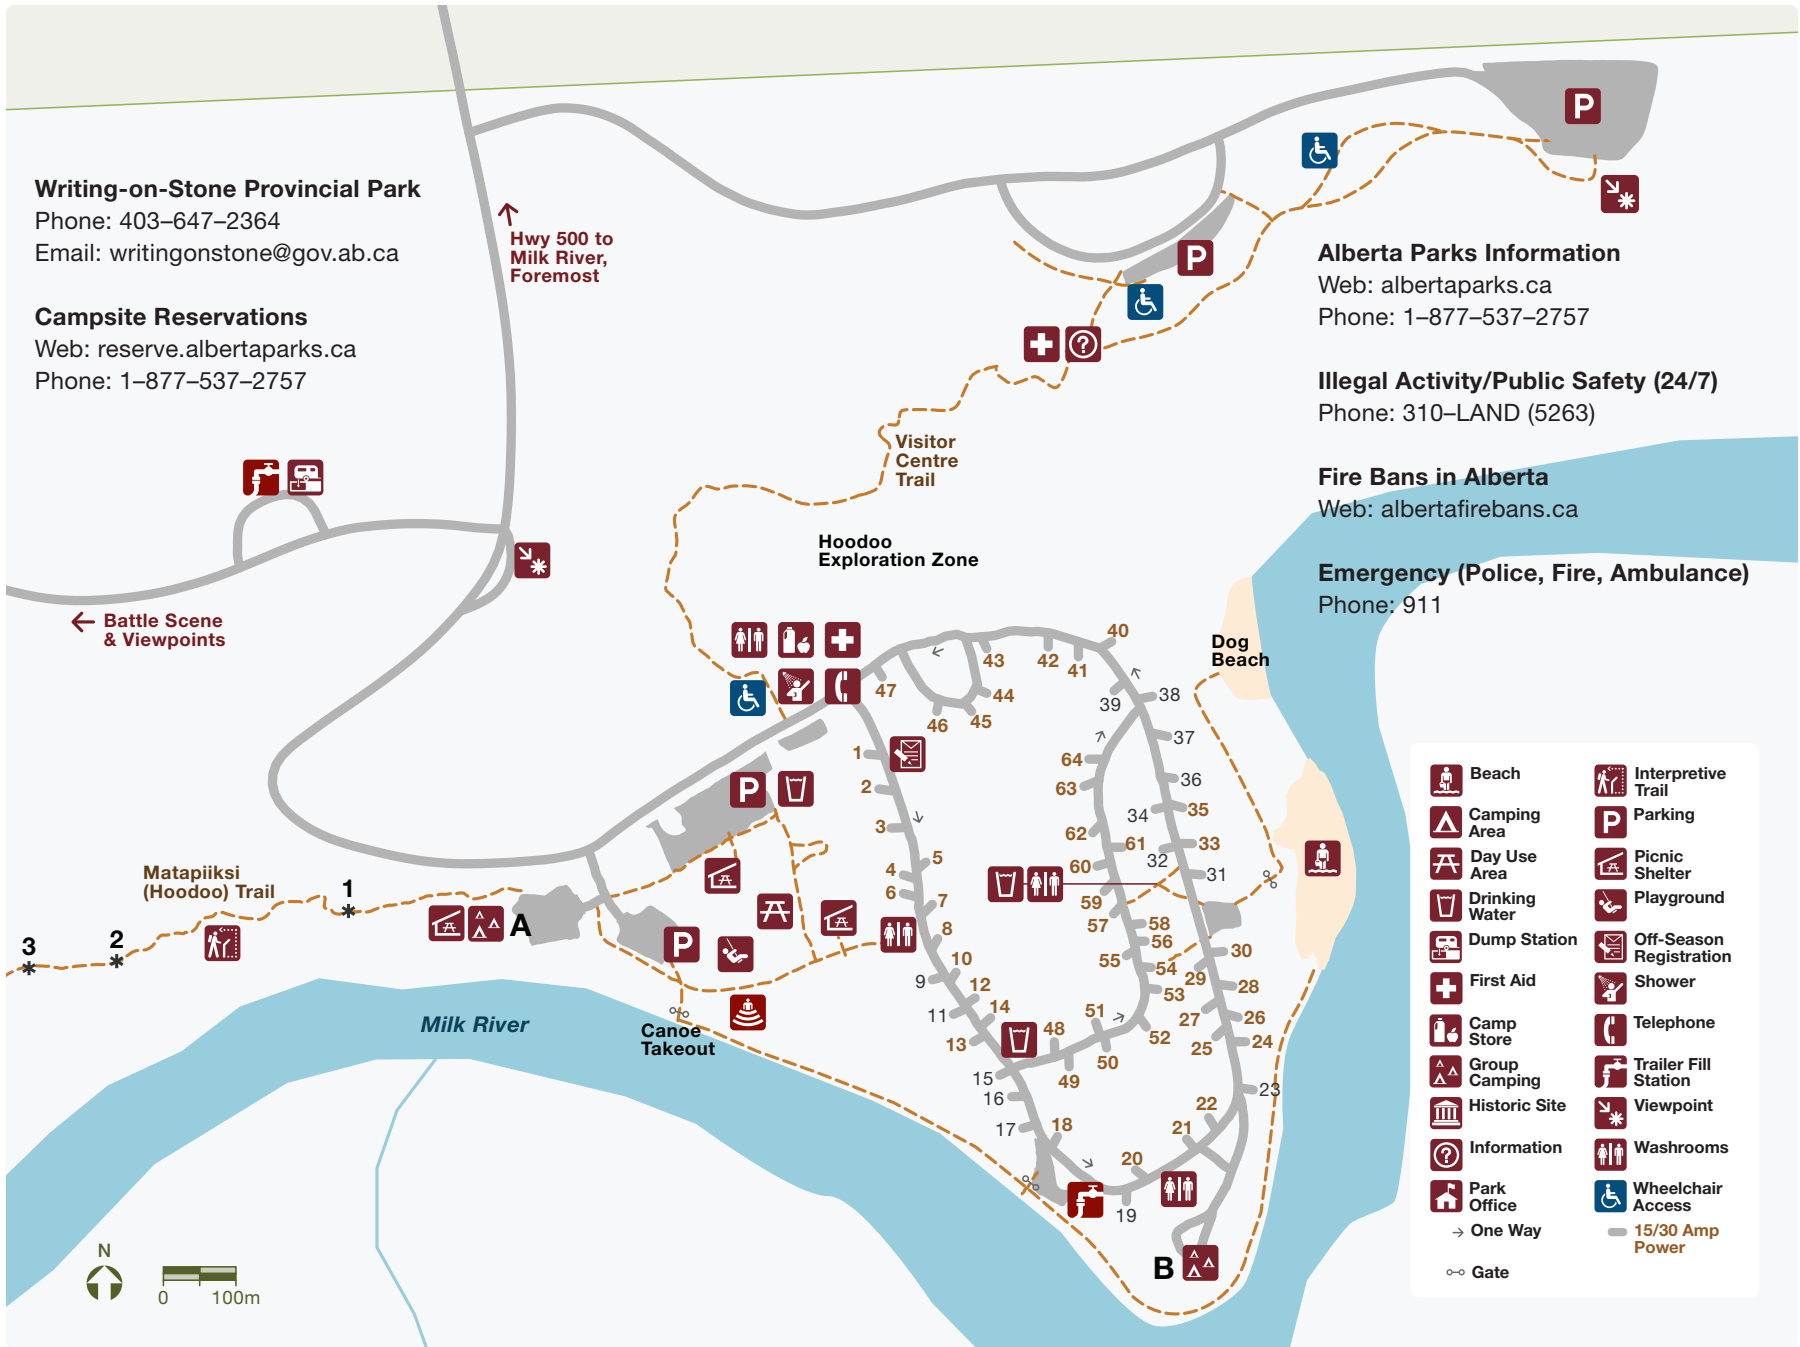 Writing-on-Stone Provincial Park
Phone: 403–647–2364
Email: writingonstone@gov.ab.ca
Campsite Reservations
Web: reserve.albertaparks.ca
Phone: 1–877–537–2757
Hwy 500 to
Milk River,
Foremost
P
P
Alberta Parks Information
Web: albertaparks.ca
Phone: 1–877–537–2757
Illegal Activity/Public Safety (24/7)
Phone: 310–LAND (5263)
Fire Bans in Alberta
Web: albertafirebans.ca
Emergency (Police, Fire, Ambulance)
Phone: 911
?
Visitor
Centre
Trail
Hoodoo
Exploration Zone
Battle Scene
& Viewpoints
Dog
Beach
40
43
42
41
47
44
39
38
46
45
37
1
64
2
63
36
P
34
35
3
62
61
33
5
32
4
60
31
6
7
59
8
57
58
56
30
10
55
54
29
9
12
53
28
14
51
11
27
26
48
52
13
50
25
24
15
49
23
16
22
17
18
21
20
19
Matapiiksi
(Hoodoo) Trail
1
2
3
A
P
Milk River
Canoe
Takeout
B
N
0 100m
Beach
Interpretive
Trail
Camping
Area
P
Parking
Day Use
Area
Picnic
Shelter
Drinking
Water
Playground
Dump Station
Off-Season
Registration
First Aid
Shower
Camp
Store
Telephone
Group
Camping
Trailer Fill
Station
Historic Site
Viewpoint
?
Information
Washrooms
Park
Office
Wheelchair
Access
One Way
15/30 Amp
Power
Gate